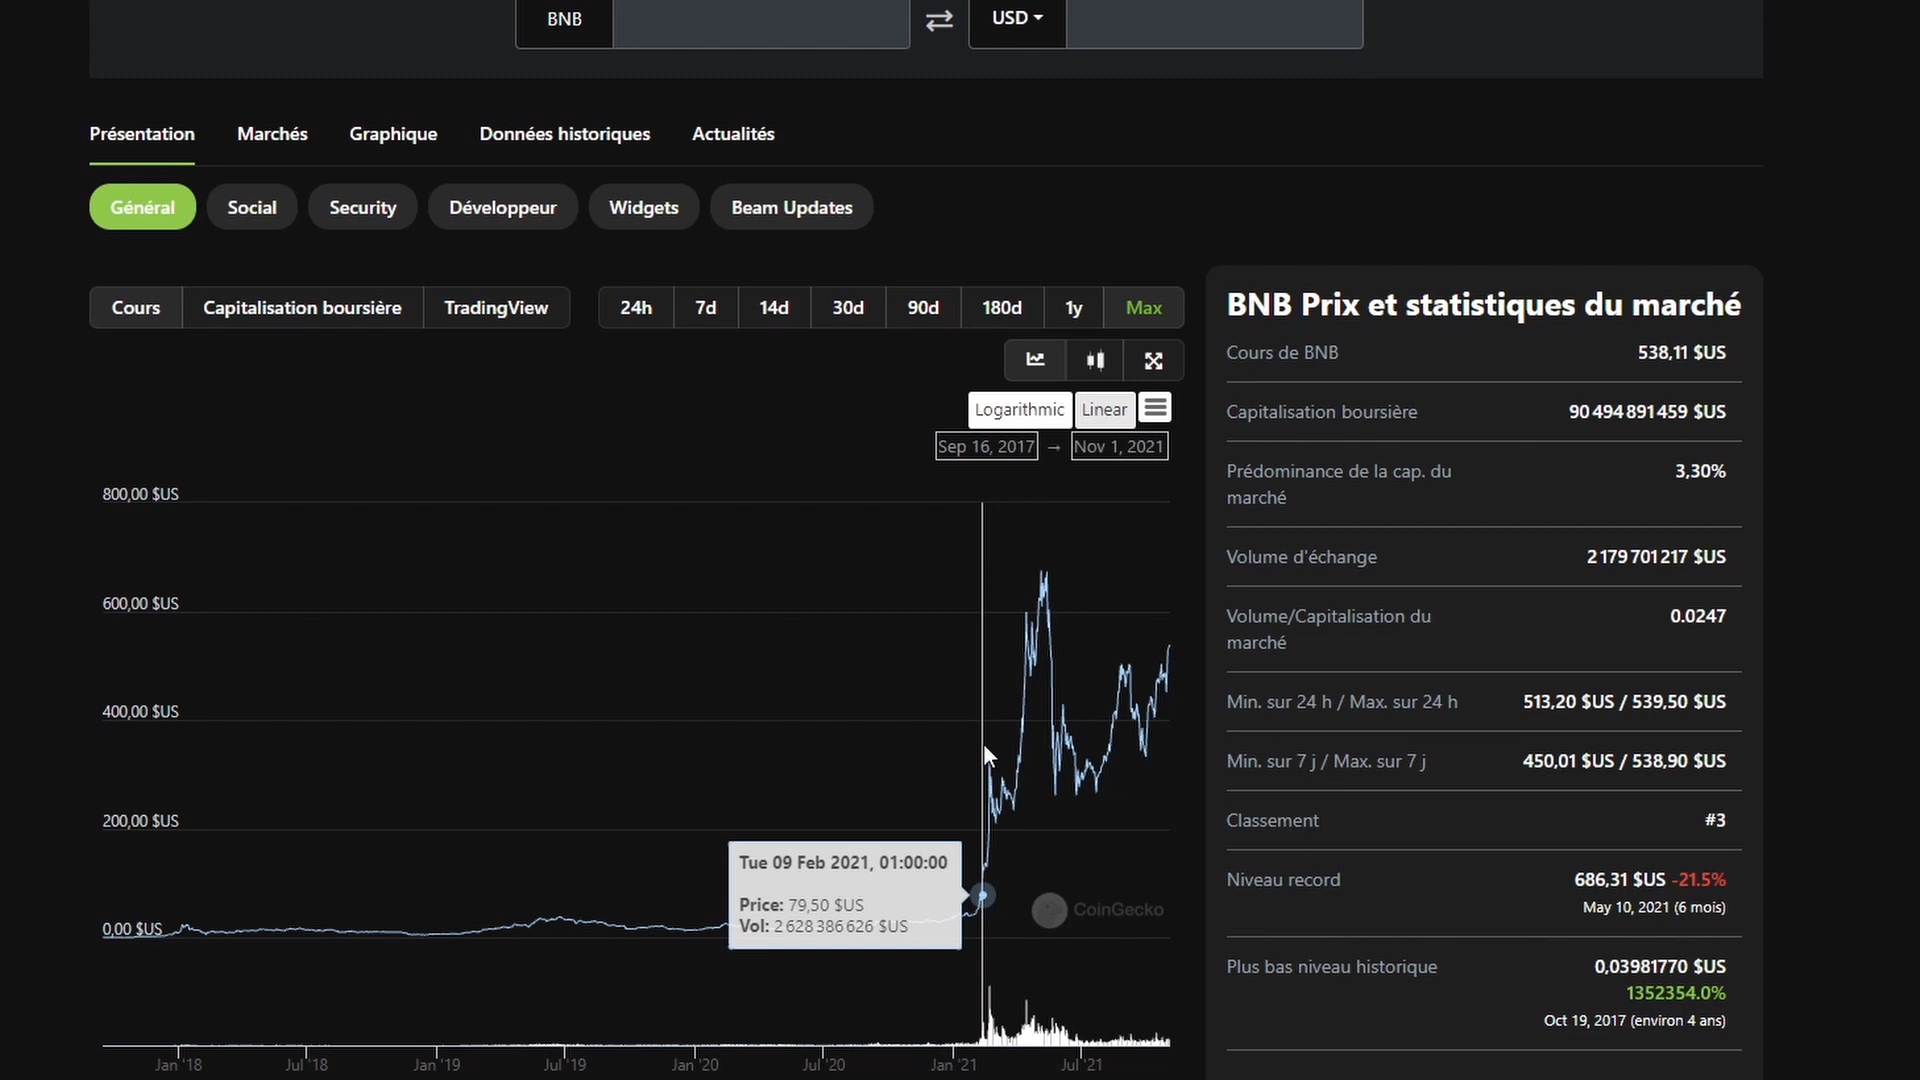 BNB
USD
Présentation
Marchés
Graphique
Données historiques
Actualités
Général
Social
Security
Développeur
Widgets
Beam Updates
Cours
Capitalisation boursière
TradingView
24h
7d
14d
30d
90d
180d
1y
Max
Logarithmic
Linear
Sep 16, 2017 → Nov 1, 2021
800,00 $US
600,00 $US
400,00 $US
200,00 $US
0,00 $US
Tue 09 Feb 2021, 01:00:00
Price: 79,50 $US
Vol: 2 628 386 626 $US
CoinGecko
Jan '18
Jul '18
Jan '19
Jul '19
Jan '20
Jul '20
Jan '21
Jul '21
BNB Prix et statistiques du marché
Cours de BNB
538,11 $US
Capitalisation boursière
90 494 891 459 $US
Prédominance de la cap. du
marché
3,30%
Volume d'échange
2 179 701 217 $US
Volume/Capitalisation du
marché
0.0247
Min. sur 24 h / Max. sur 24 h
513,20 $US / 539,50 $US
Min. sur 7 j / Max. sur 7 j
450,01 $US / 538,90 $US
Classement
#3
Niveau record
686,31 $US -21.5%
May 10, 2021 (6 mois)
Plus bas niveau historique
0,03981770 $US
1352354.0%
Oct 19, 2017 (environ 4 ans)